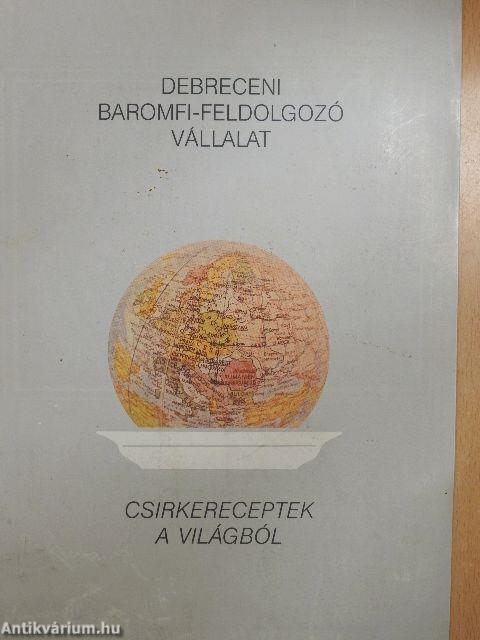 DEBRECENI
BAROMFI-FELDOLGOZÓ
VÁLLALAT
CSIRKERECEPTEK
A VILÁGBÓL
Antikvárium.hu